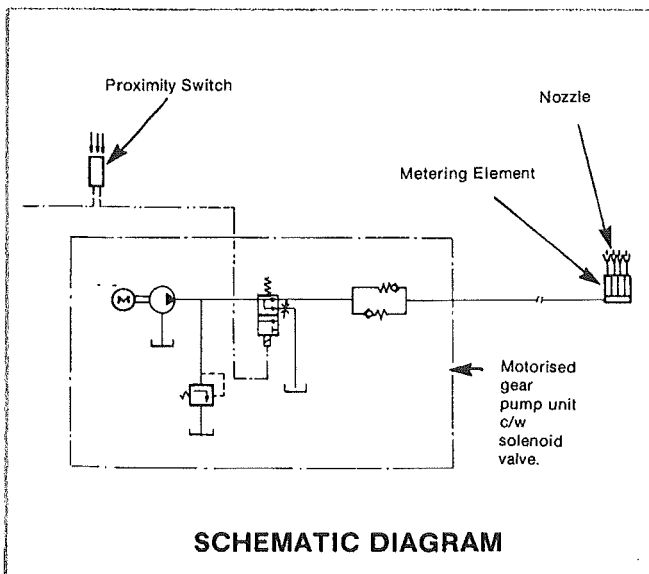 Proximity Switch
Nozzle
Metering Element
M
Motorised
gear
pump unit
c/w
solenoid
valve.
SCHEMATIC DIAGRAM